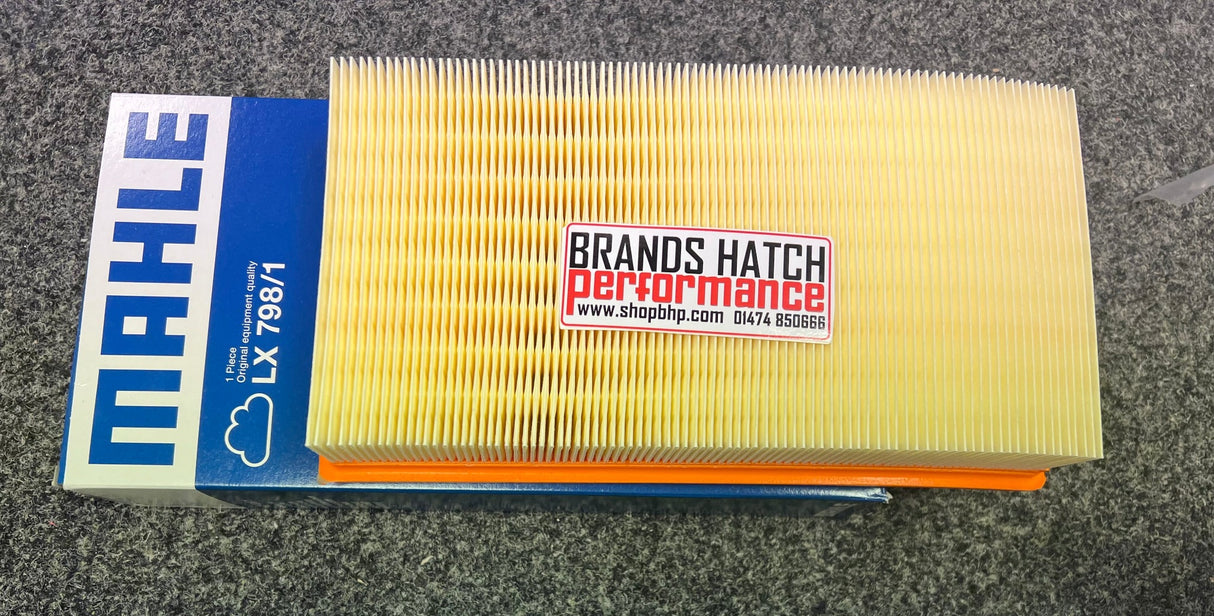 MAHLE
1 Piece
Original equipment quality
LX 798/1
BRANDS HATCH
performance
www.shopbhp.com 01474 850666